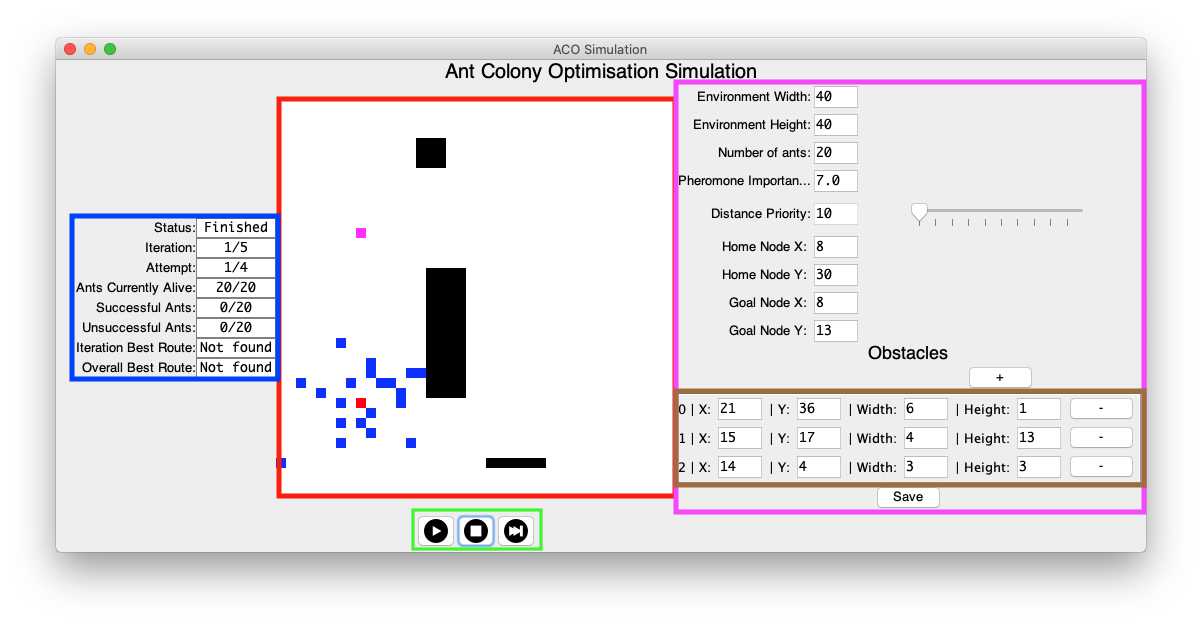 ACO Simulation
Ant Colony Optimisation Simulation
Status: Finished
Iteration: 1/5
Attempt: 1/4
Ants Currently Alive: 20/20
Successful Ants: 0/20
Unsuccessful Ants: 0/20
Iteration Best Route: Not found
Overall Best Route: Not found
Environment Width: 40
Environment Height: 40
Number of ants: 20
Pheromone Importan... 7.0
Distance Priority: 10
Home Node X: 8
Home Node Y: 30
Goal Node X: 8
Goal Node Y: 13
Obstacles
+
0 | X: 21 | Y: 36 | Width: 6 | Height: 1 -
1 | X: 15 | Y: 17 | Width: 4 | Height: 13 -
2 | X: 14 | Y: 4 | Width: 3 | Height: 3 -
Save